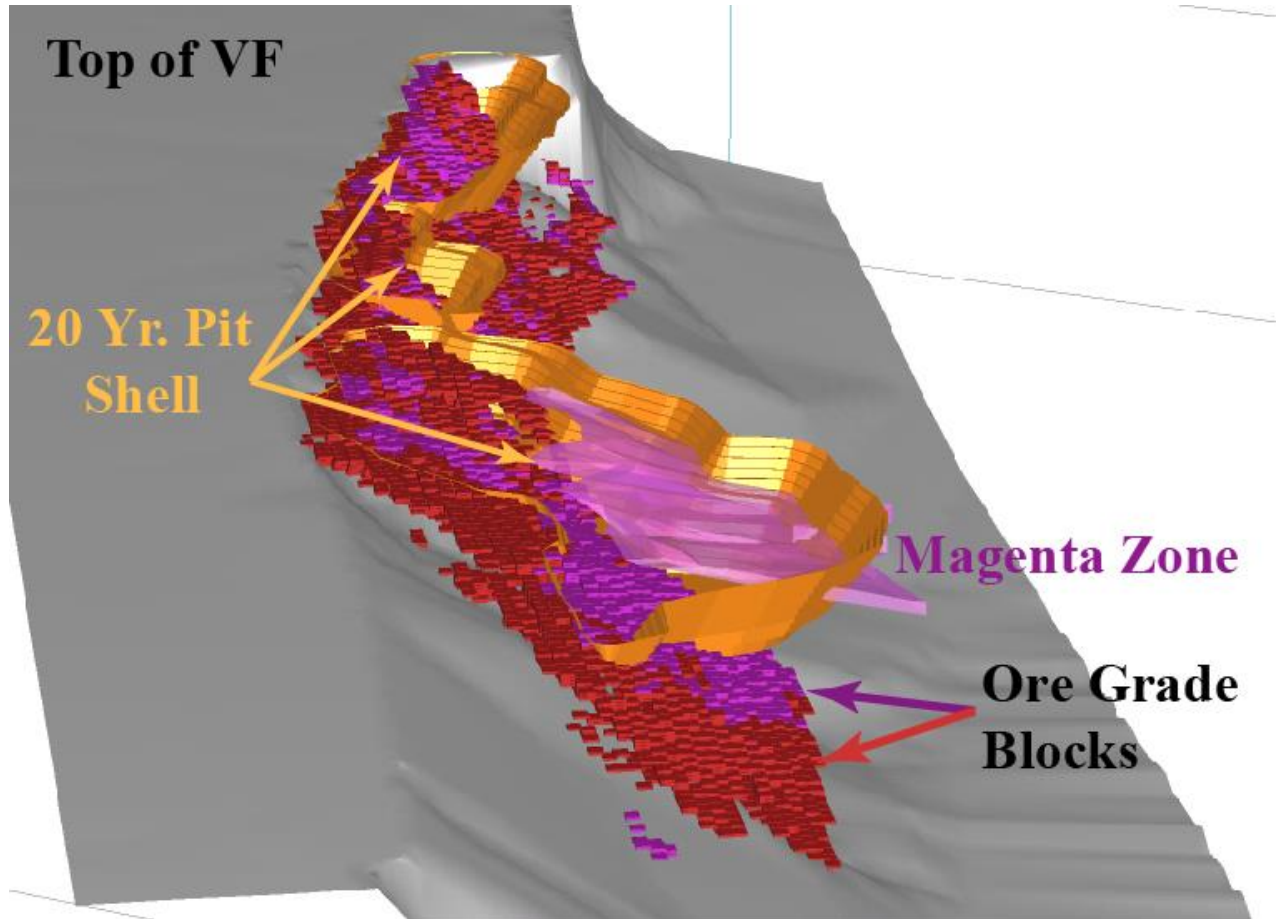 Top of VF
20 Yr. Pit
Shell
Magenta Zone
Ore Grade
Blocks